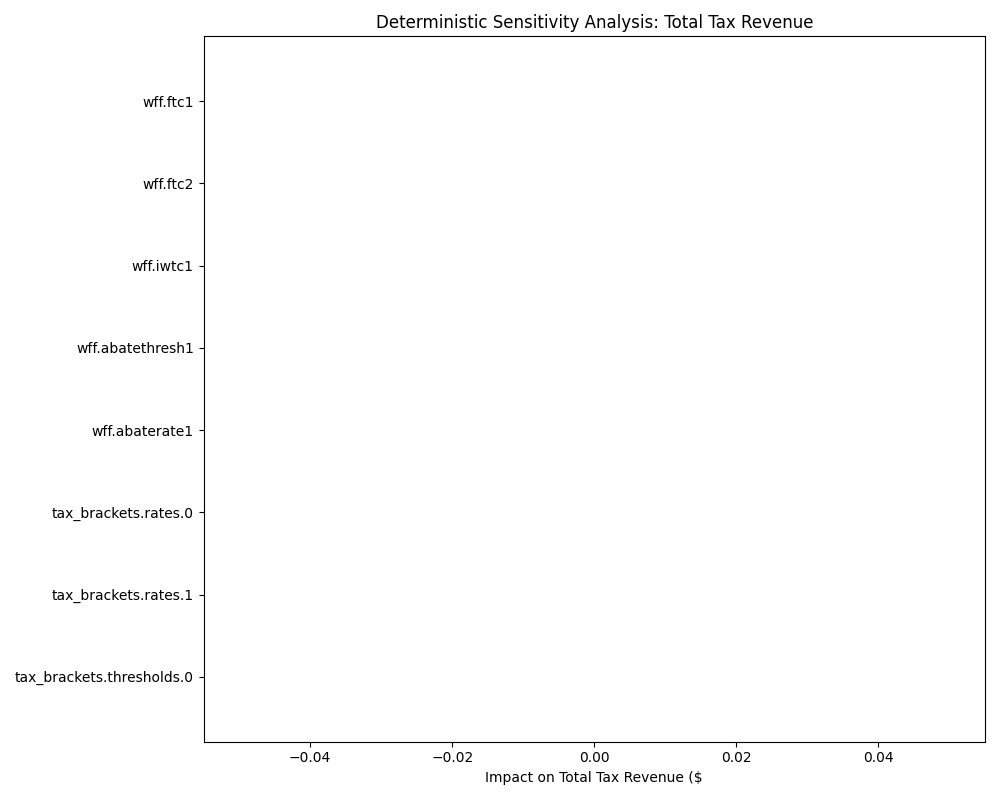 Deterministic Sensitivity Analysis: Total Tax Revenue
wff.ftc1
wff.ftc2
wff.iwtc1
wff.abatethresh1
wff.abaterate1
tax_brackets.rates.0
tax_brackets.rates.1
tax_brackets.thresholds.0
−0.04 −0.02 0.00 0.02 0.04
Impact on Total Tax Revenue ($